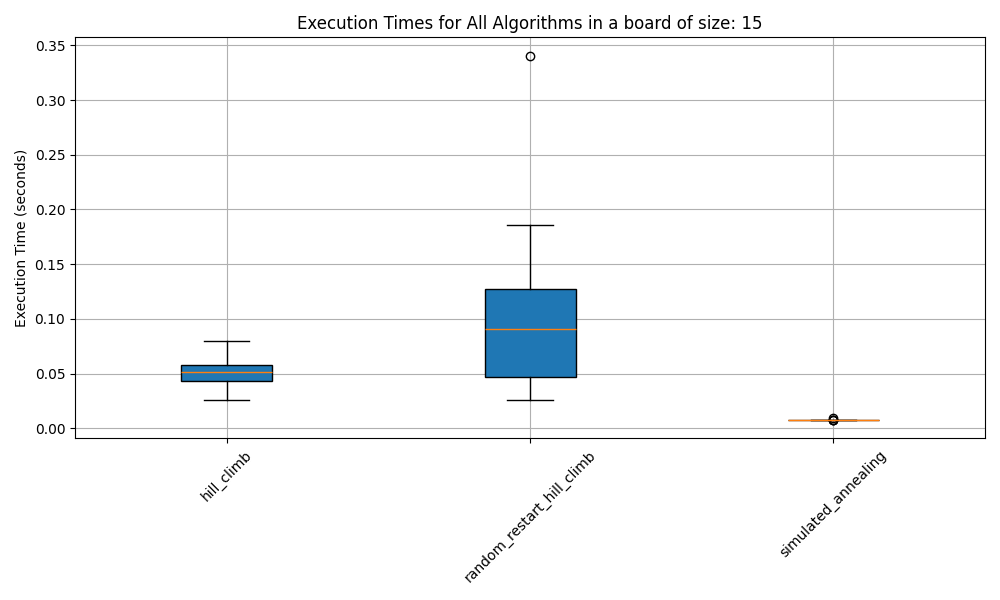 Execution Times for All Algorithms in a board of size: 15
Execution Time (seconds)
0.35
0.30
0.25
0.20
0.15
0.10
0.05
0.00
hill_climb
random_restart_hill_climb
simulated_annealing